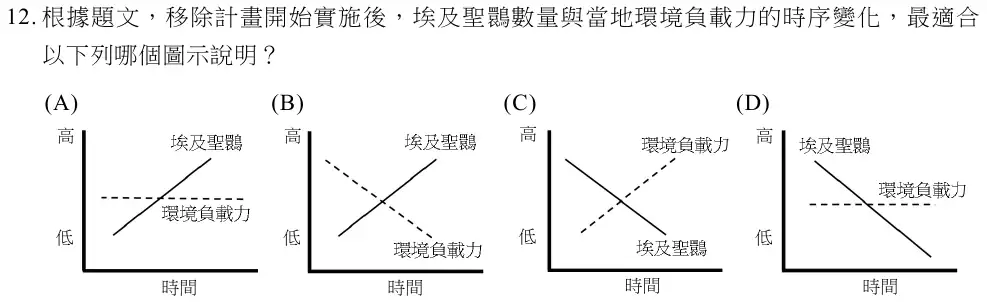 12. 根據題文，移除計畫開始實施後，埃及聖䴉數量與當地環境負載力的時序變化，最適合
以下列哪個圖示說明？
(A) (B) (C) (D)
高 埃及聖䴉 環境負載力 低 時間
高 埃及聖䴉 環境負載力 低 時間
高 環境負載力 埃及聖䴉 低 時間
高 埃及聖䴉 環境負載力 低 時間